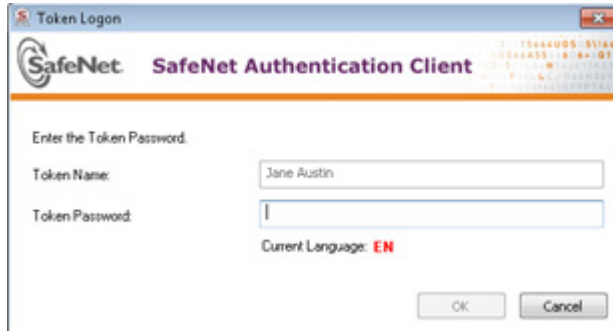 Token Logon
SafeNet. SafeNet Authentication Client
Enter the Token Password.
Token Name: Jane Austin
Token Password:
Current Language: EN
OK Cancel